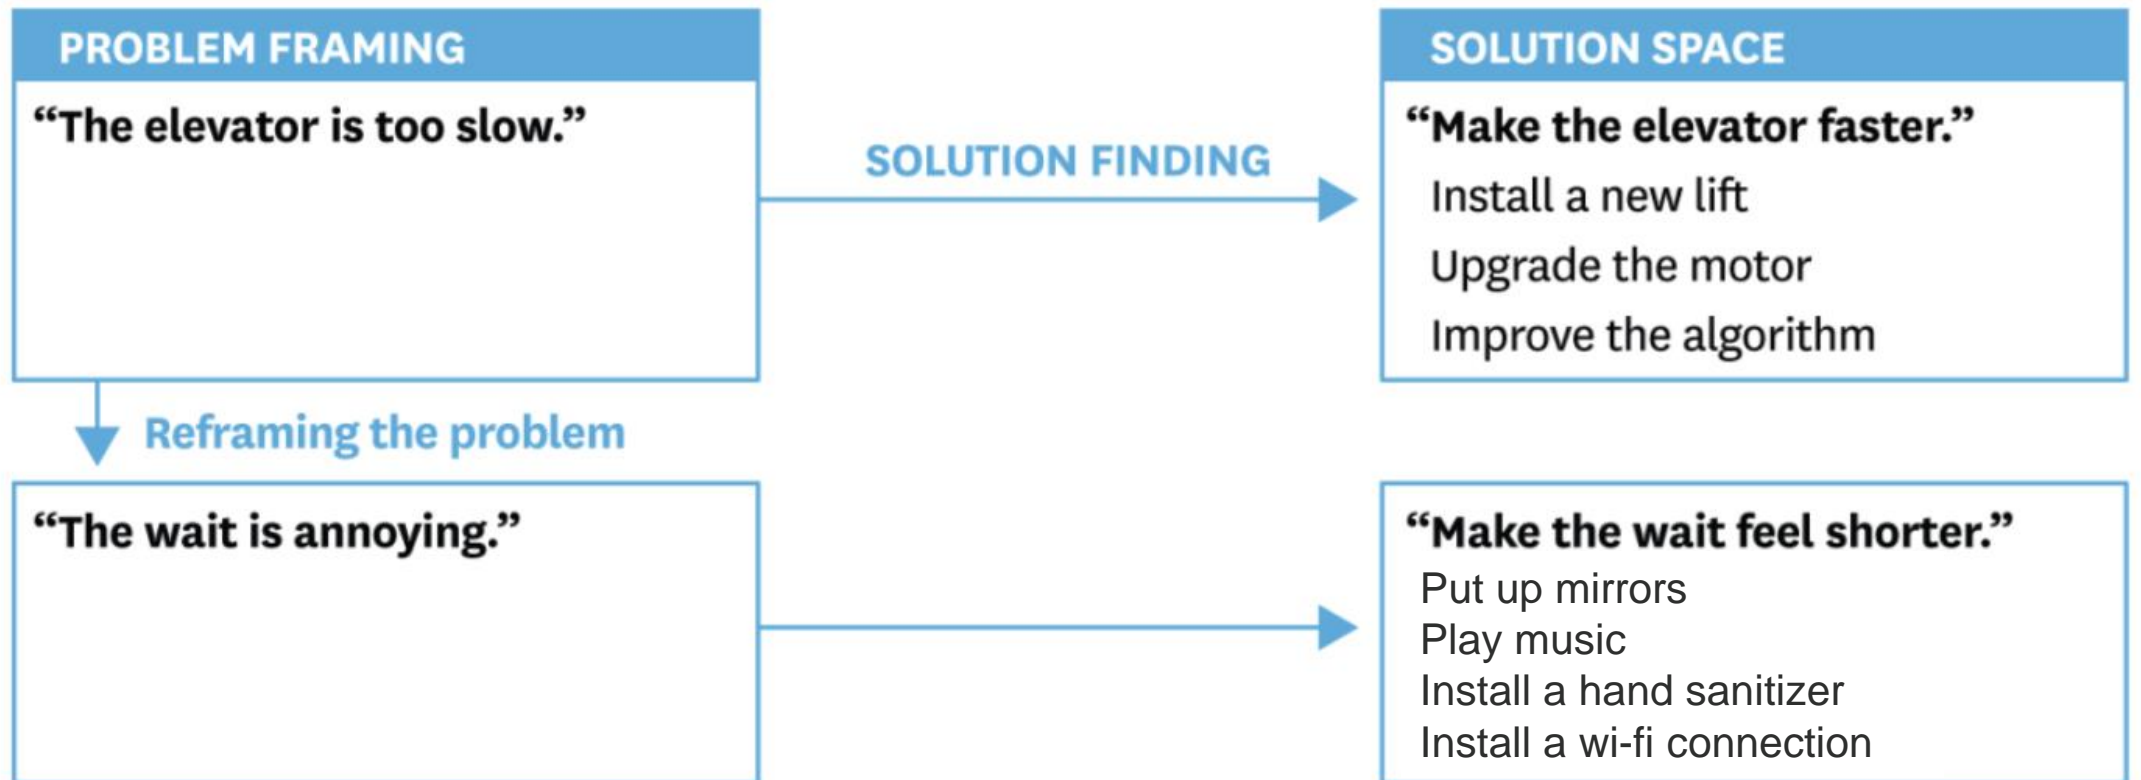 PROBLEM FRAMING
“The elevator is too slow.”
SOLUTION FINDING
SOLUTION SPACE
“Make the elevator faster.”
Install a new lift
Upgrade the motor
Improve the algorithm
Reframing the problem
“The wait is annoying.”
“Make the wait feel shorter.”
Put up mirrors
Play music
Install a hand sanitizer
Install a wi-fi connection